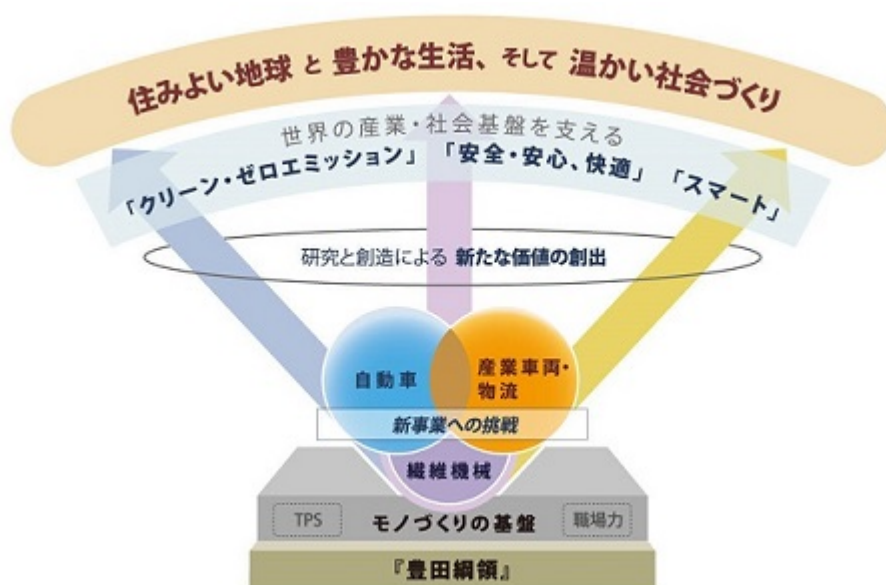 住みよい地球 と 豊かな生活、そして 温かい社会づくり
世界の産業・社会基盤を支える
「クリーン・ゼロエミッション」 「安全・安心、快適」 「スマート」
研究と創造による 新たな価値の創出
自動車
産業車両・
物流
新事業への挑戦
繊維機械
TPS
モノづくりの基盤
職場力
『豊田綱領』